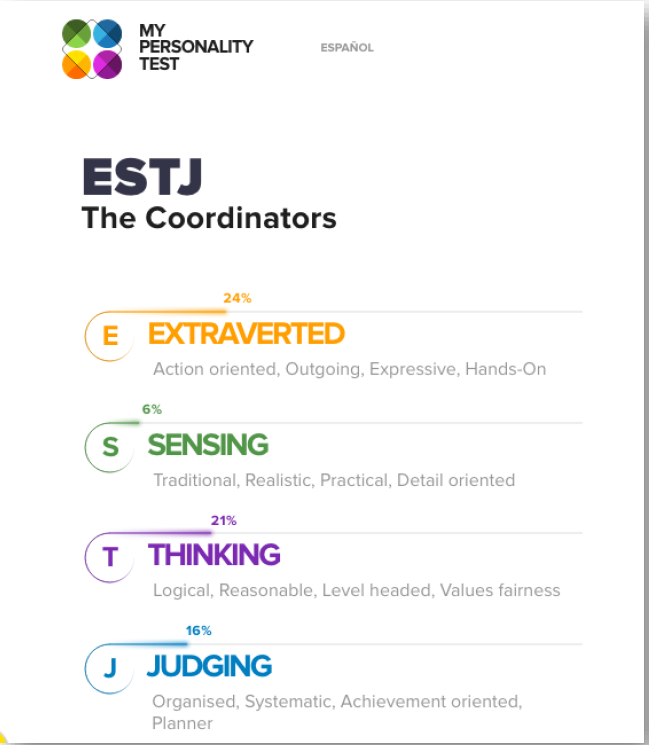 MY
PERSONALITY
TEST
ESPAÑOL
ESTJ
The Coordinators
24%
E EXTRAVERTED
Action oriented, Outgoing, Expressive, Hands-On
6%
S SENSING
Traditional, Realistic, Practical, Detail oriented
21%
T THINKING
Logical, Reasonable, Level headed, Values fairness
16%
J JUDGING
Organised, Systematic, Achievement oriented,
Planner